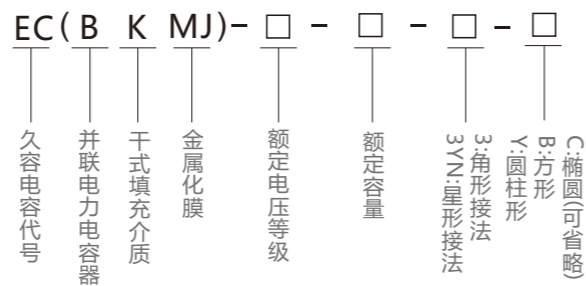 EC(B K MJ)-□-□-□-□
久容电容代号
并联电力电容器
干式填充介质
金属化膜
额定电压等级
额定容量
3:角形接法
3YN:星形接法
C:椭圆(可省略)
B:方形
Y:圆柱形